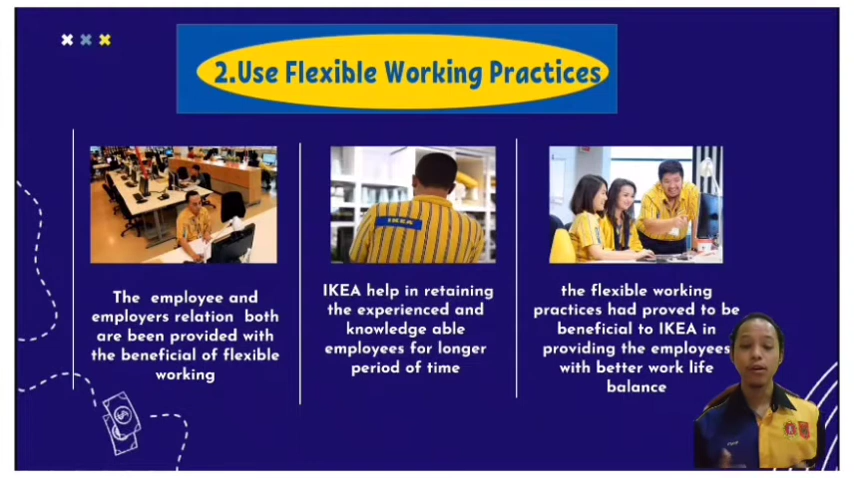 2.Use Flexible Working Practices
IKEA
The employee and
employers relation both
are been provided with
the beneficial of flexible
working
IKEA help in retaining
the experienced and
knowledge able
employees for longer
period of time
the flexible working
practices had proved to be
beneficial to IKEA in
providing the employees
with better work life
balance